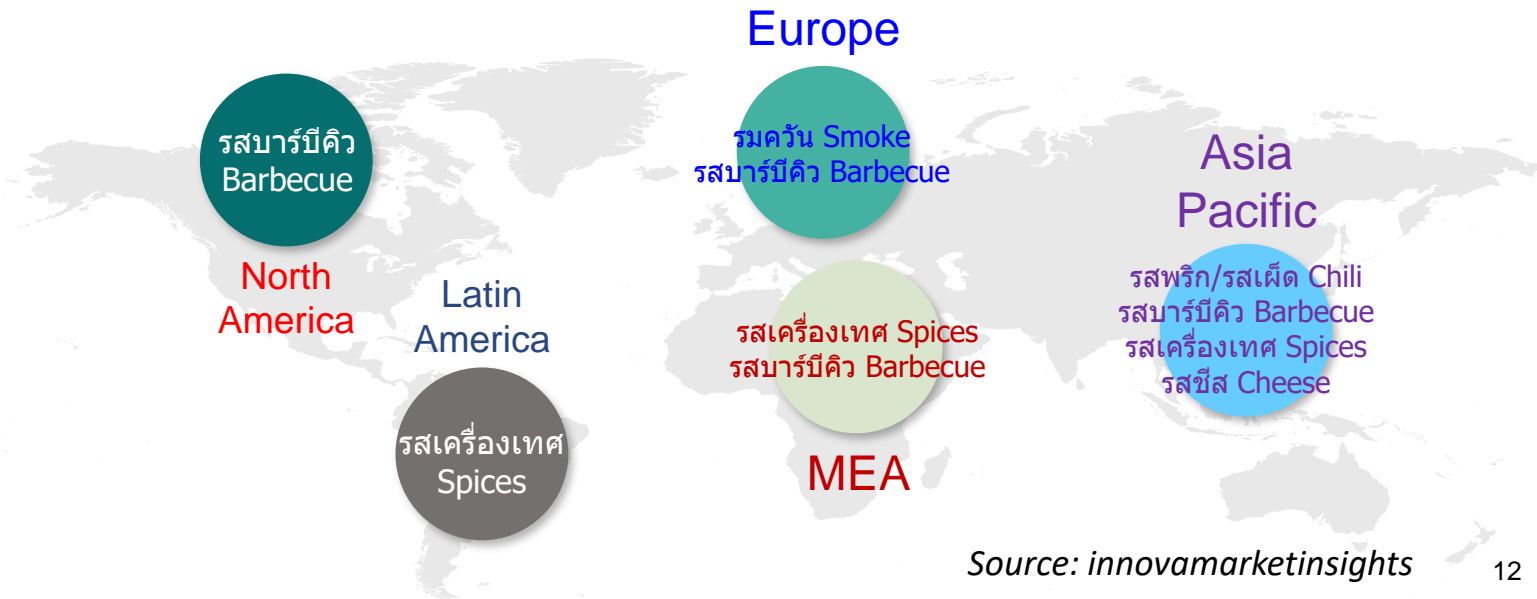 Europe
รมควัน Smoke
รสบาร์บีคิว Barbecue
รสบาร์บีคิว
Barbecue
North
America
Latin
America
รสเครื่องเทศ
Spices
รสเครื่องเทศ Spices
รสบาร์บีคิว Barbecue
MEA
Asia
Pacific
รสพริก/รสเผ็ด Chili
รสบาร์บีคิว Barbecue
รสเครื่องเทศ Spices
รสชีส Cheese
Source: innovamarketinsights
12